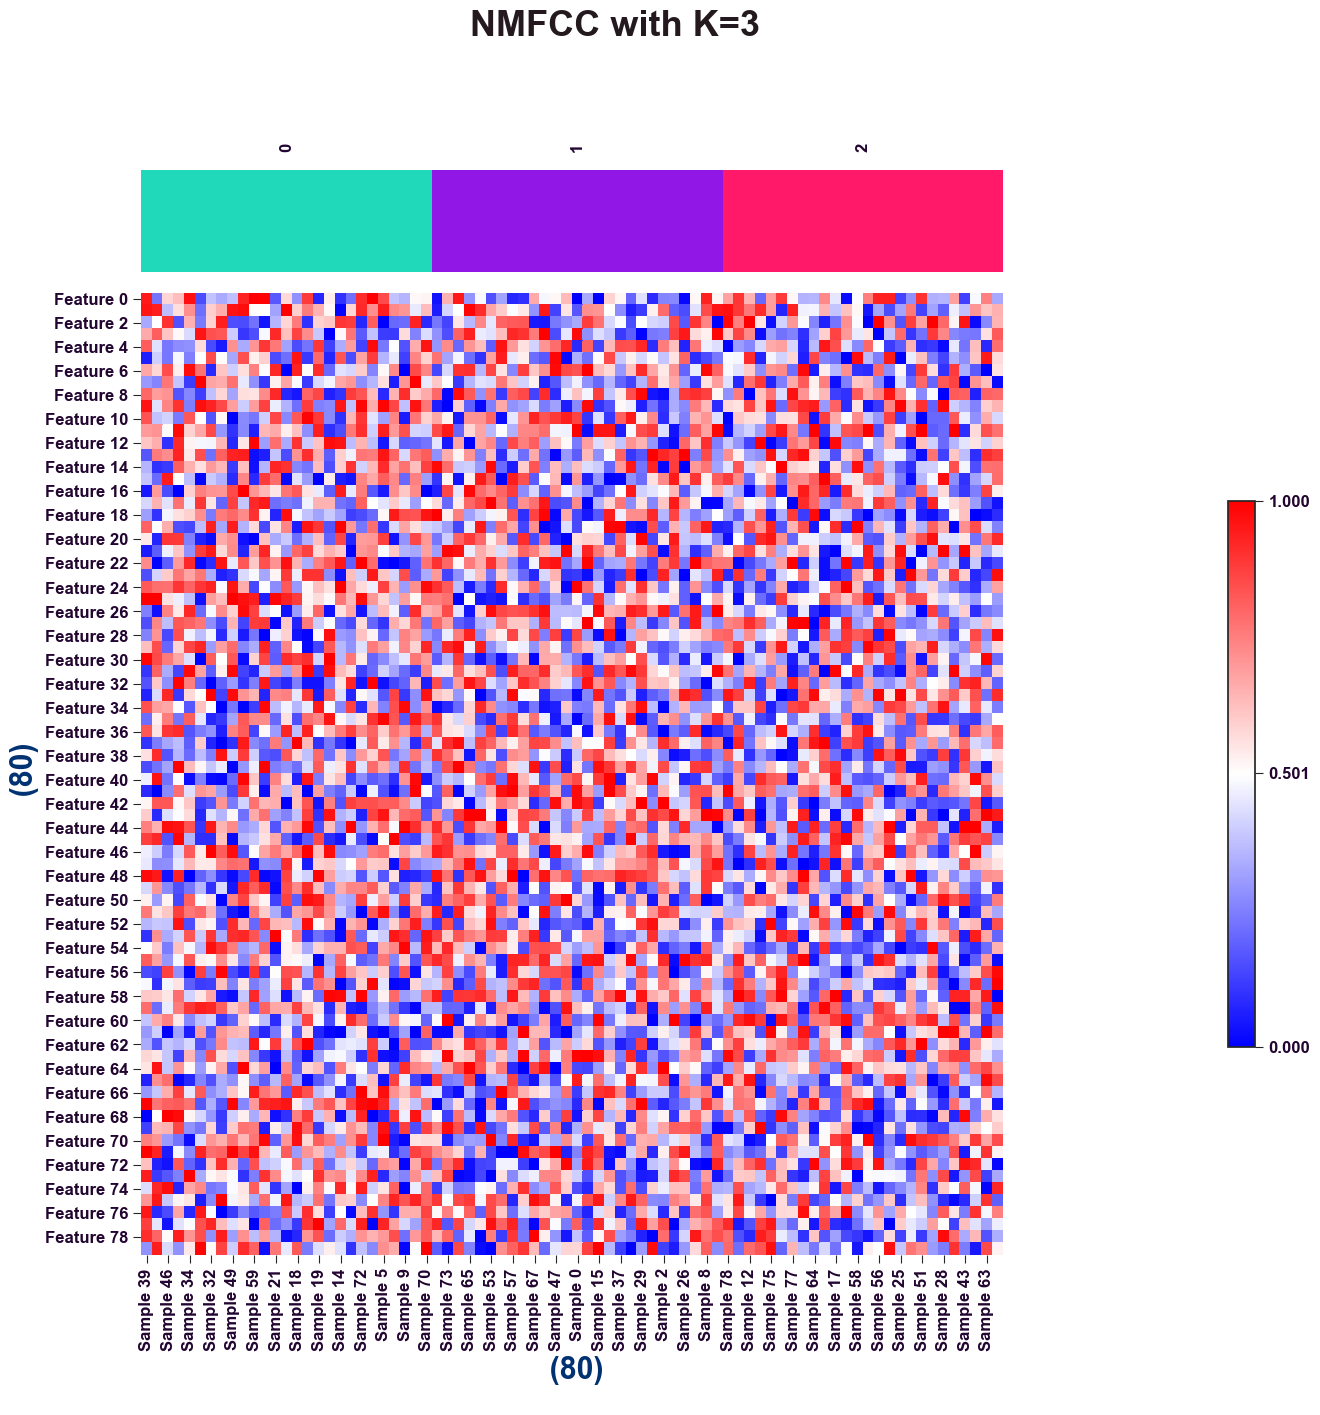 NMFCC with K=3
0
1
2
Feature 0
Feature 2
Feature 4
Feature 6
Feature 8
Feature 10
Feature 12
Feature 14
Feature 16
Feature 18
Feature 20
Feature 22
Feature 24
Feature 26
Feature 28
Feature 30
Feature 32
Feature 34
Feature 36
Feature 38
Feature 40
Feature 42
Feature 44
Feature 46
Feature 48
Feature 50
Feature 52
Feature 54
Feature 56
Feature 58
Feature 60
Feature 62
Feature 64
Feature 66
Feature 68
Feature 70
Feature 72
Feature 74
Feature 76
Feature 78
(80)
Sample 39
Sample 46
Sample 34
Sample 32
Sample 49
Sample 59
Sample 21
Sample 18
Sample 19
Sample 14
Sample 72
Sample 5
Sample 9
Sample 70
Sample 73
Sample 65
Sample 53
Sample 57
Sample 67
Sample 47
Sample 0
Sample 15
Sample 37
Sample 29
Sample 2
Sample 26
Sample 8
Sample 78
Sample 12
Sample 75
Sample 77
Sample 64
Sample 17
Sample 58
Sample 56
Sample 25
Sample 51
Sample 28
Sample 43
Sample 63
(80)
1.000
0.501
0.000